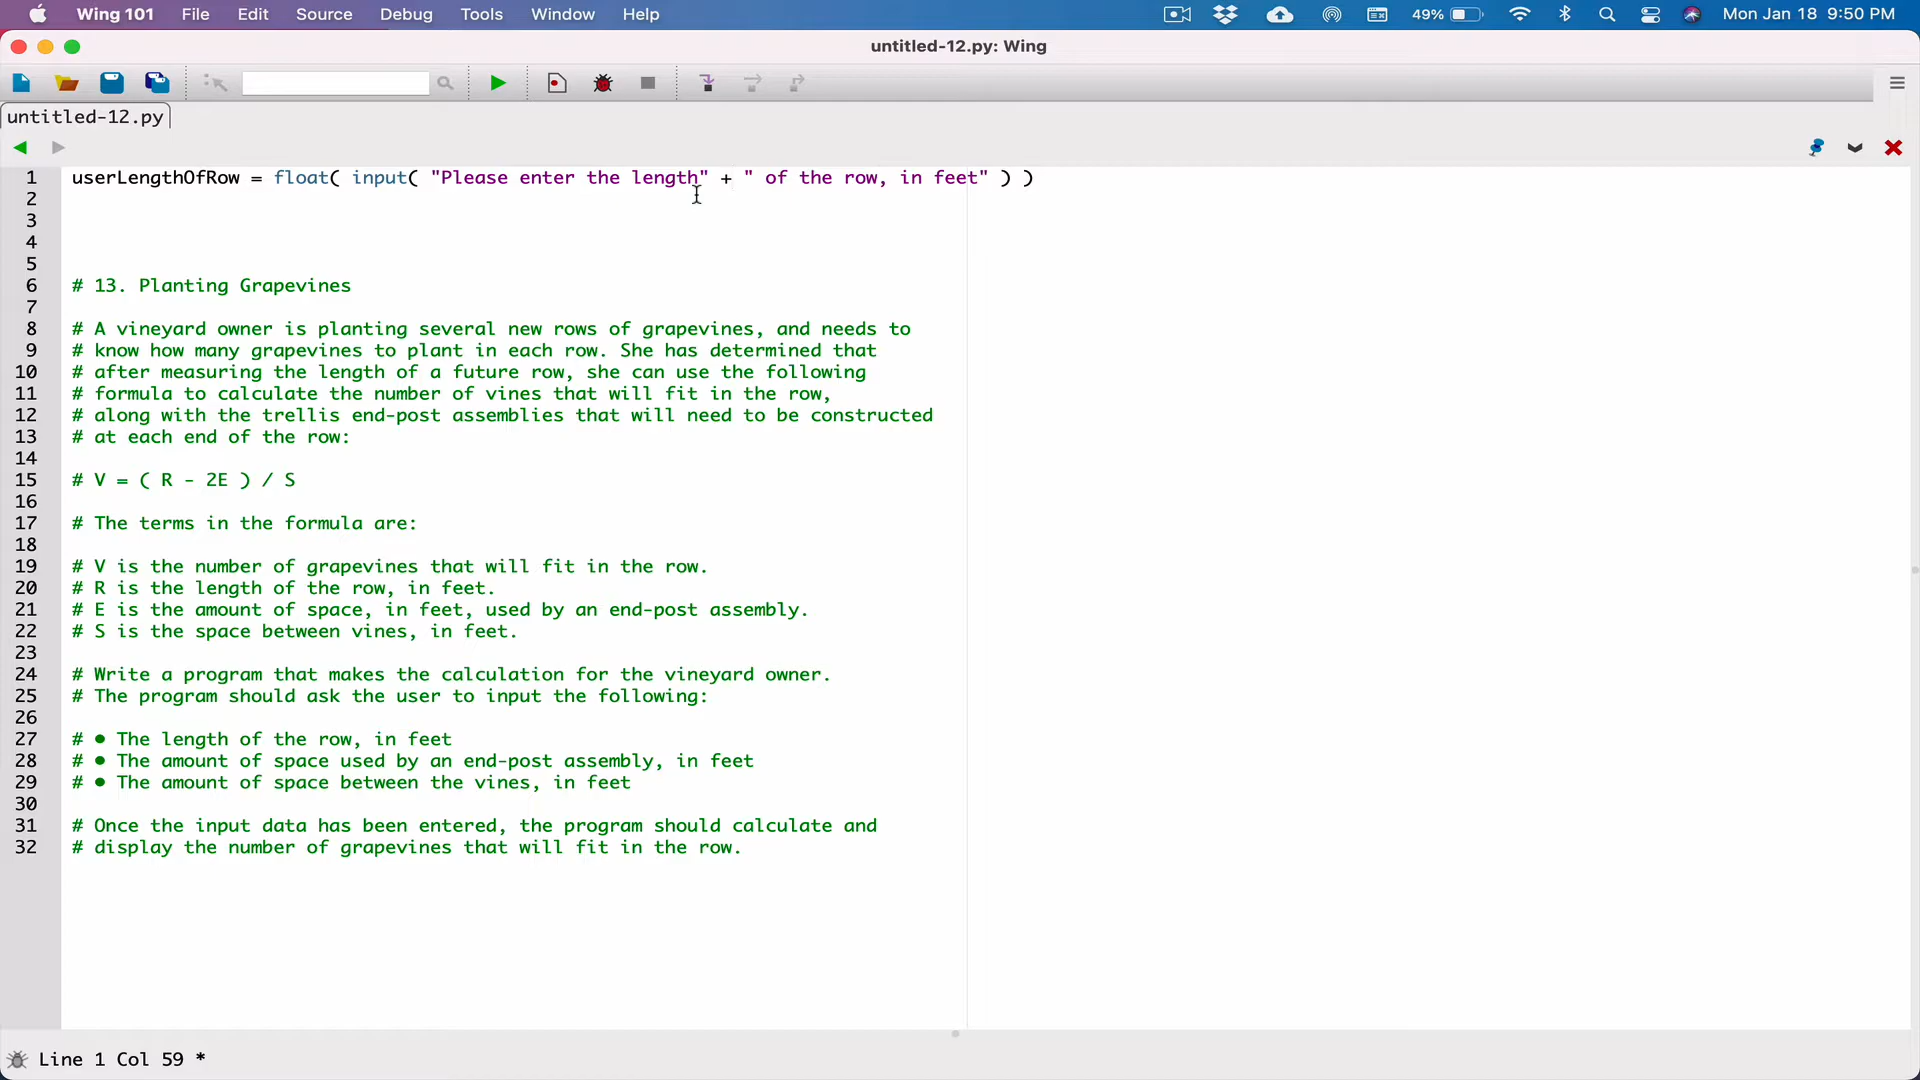 Wing 101 File Edit Source Debug Tools Window Help 49% Mon Jan 18 9:50 PM
untitled-12.py: Wing
untitled-12.py
1 userLengthOfRow = float( input( "Please enter the length" + " of the row, in feet" ) )
2
3
4
5
6 # 13. Planting Grapevines
7
8 # A vineyard owner is planting several new rows of grapevines, and needs to
9 # know how many grapevines to plant in each row. She has determined that
10 # after measuring the length of a future row, she can use the following
11 # formula to calculate the number of vines that will fit in the row,
12 # along with the trellis end-post assemblies that will need to be constructed
13 # at each end of the row:
14
15 # V = ( R - 2E ) / S
16
17 # The terms in the formula are:
18
19 # V is the number of grapevines that will fit in the row.
20 # R is the length of the row, in feet.
21 # E is the amount of space, in feet, used by an end-post assembly.
22 # S is the space between vines, in feet.
23
24 # Write a program that makes the calculation for the vineyard owner.
25 # The program should ask the user to input the following:
26
27 # ● The length of the row, in feet
28 # ● The amount of space used by an end-post assembly, in feet
29 # ● The amount of space between the vines, in feet
30
31 # Once the input data has been entered, the program should calculate and
32 # display the number of grapevines that will fit in the row.
Line 1 Col 59 *